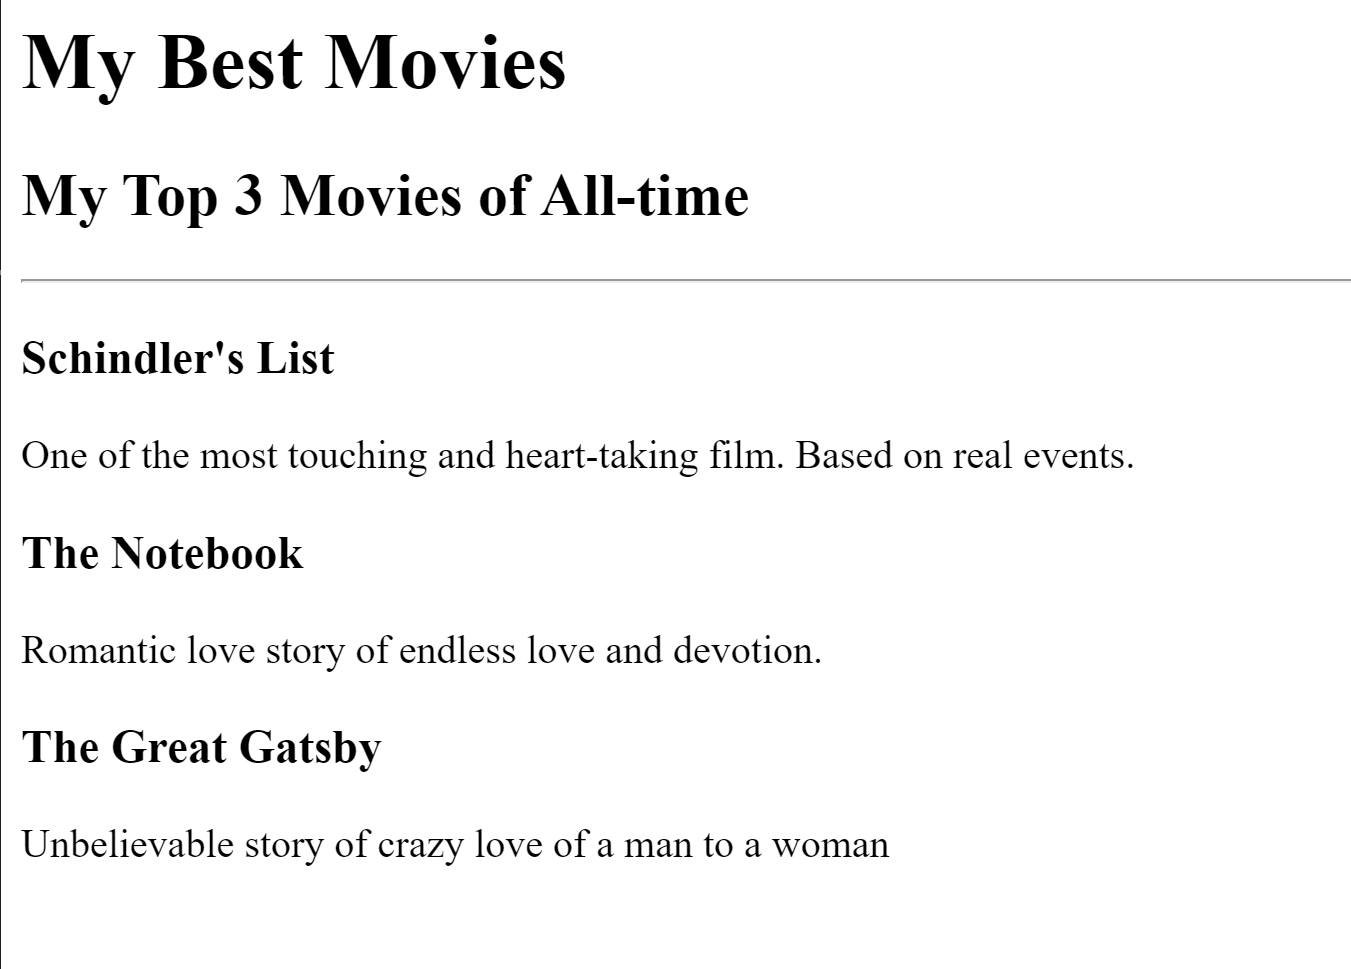 My Best Movies
My Top 3 Movies of All-time
Schindler's List
One of the most touching and heart-taking film. Based on real events.
The Notebook
Romantic love story of endless love and devotion.
The Great Gatsby
Unbelievable story of crazy love of a man to a woman